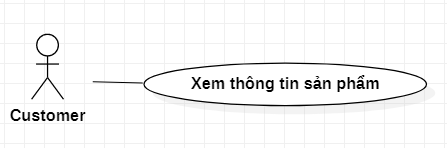 Xem thông tin sản phẩm
Customer